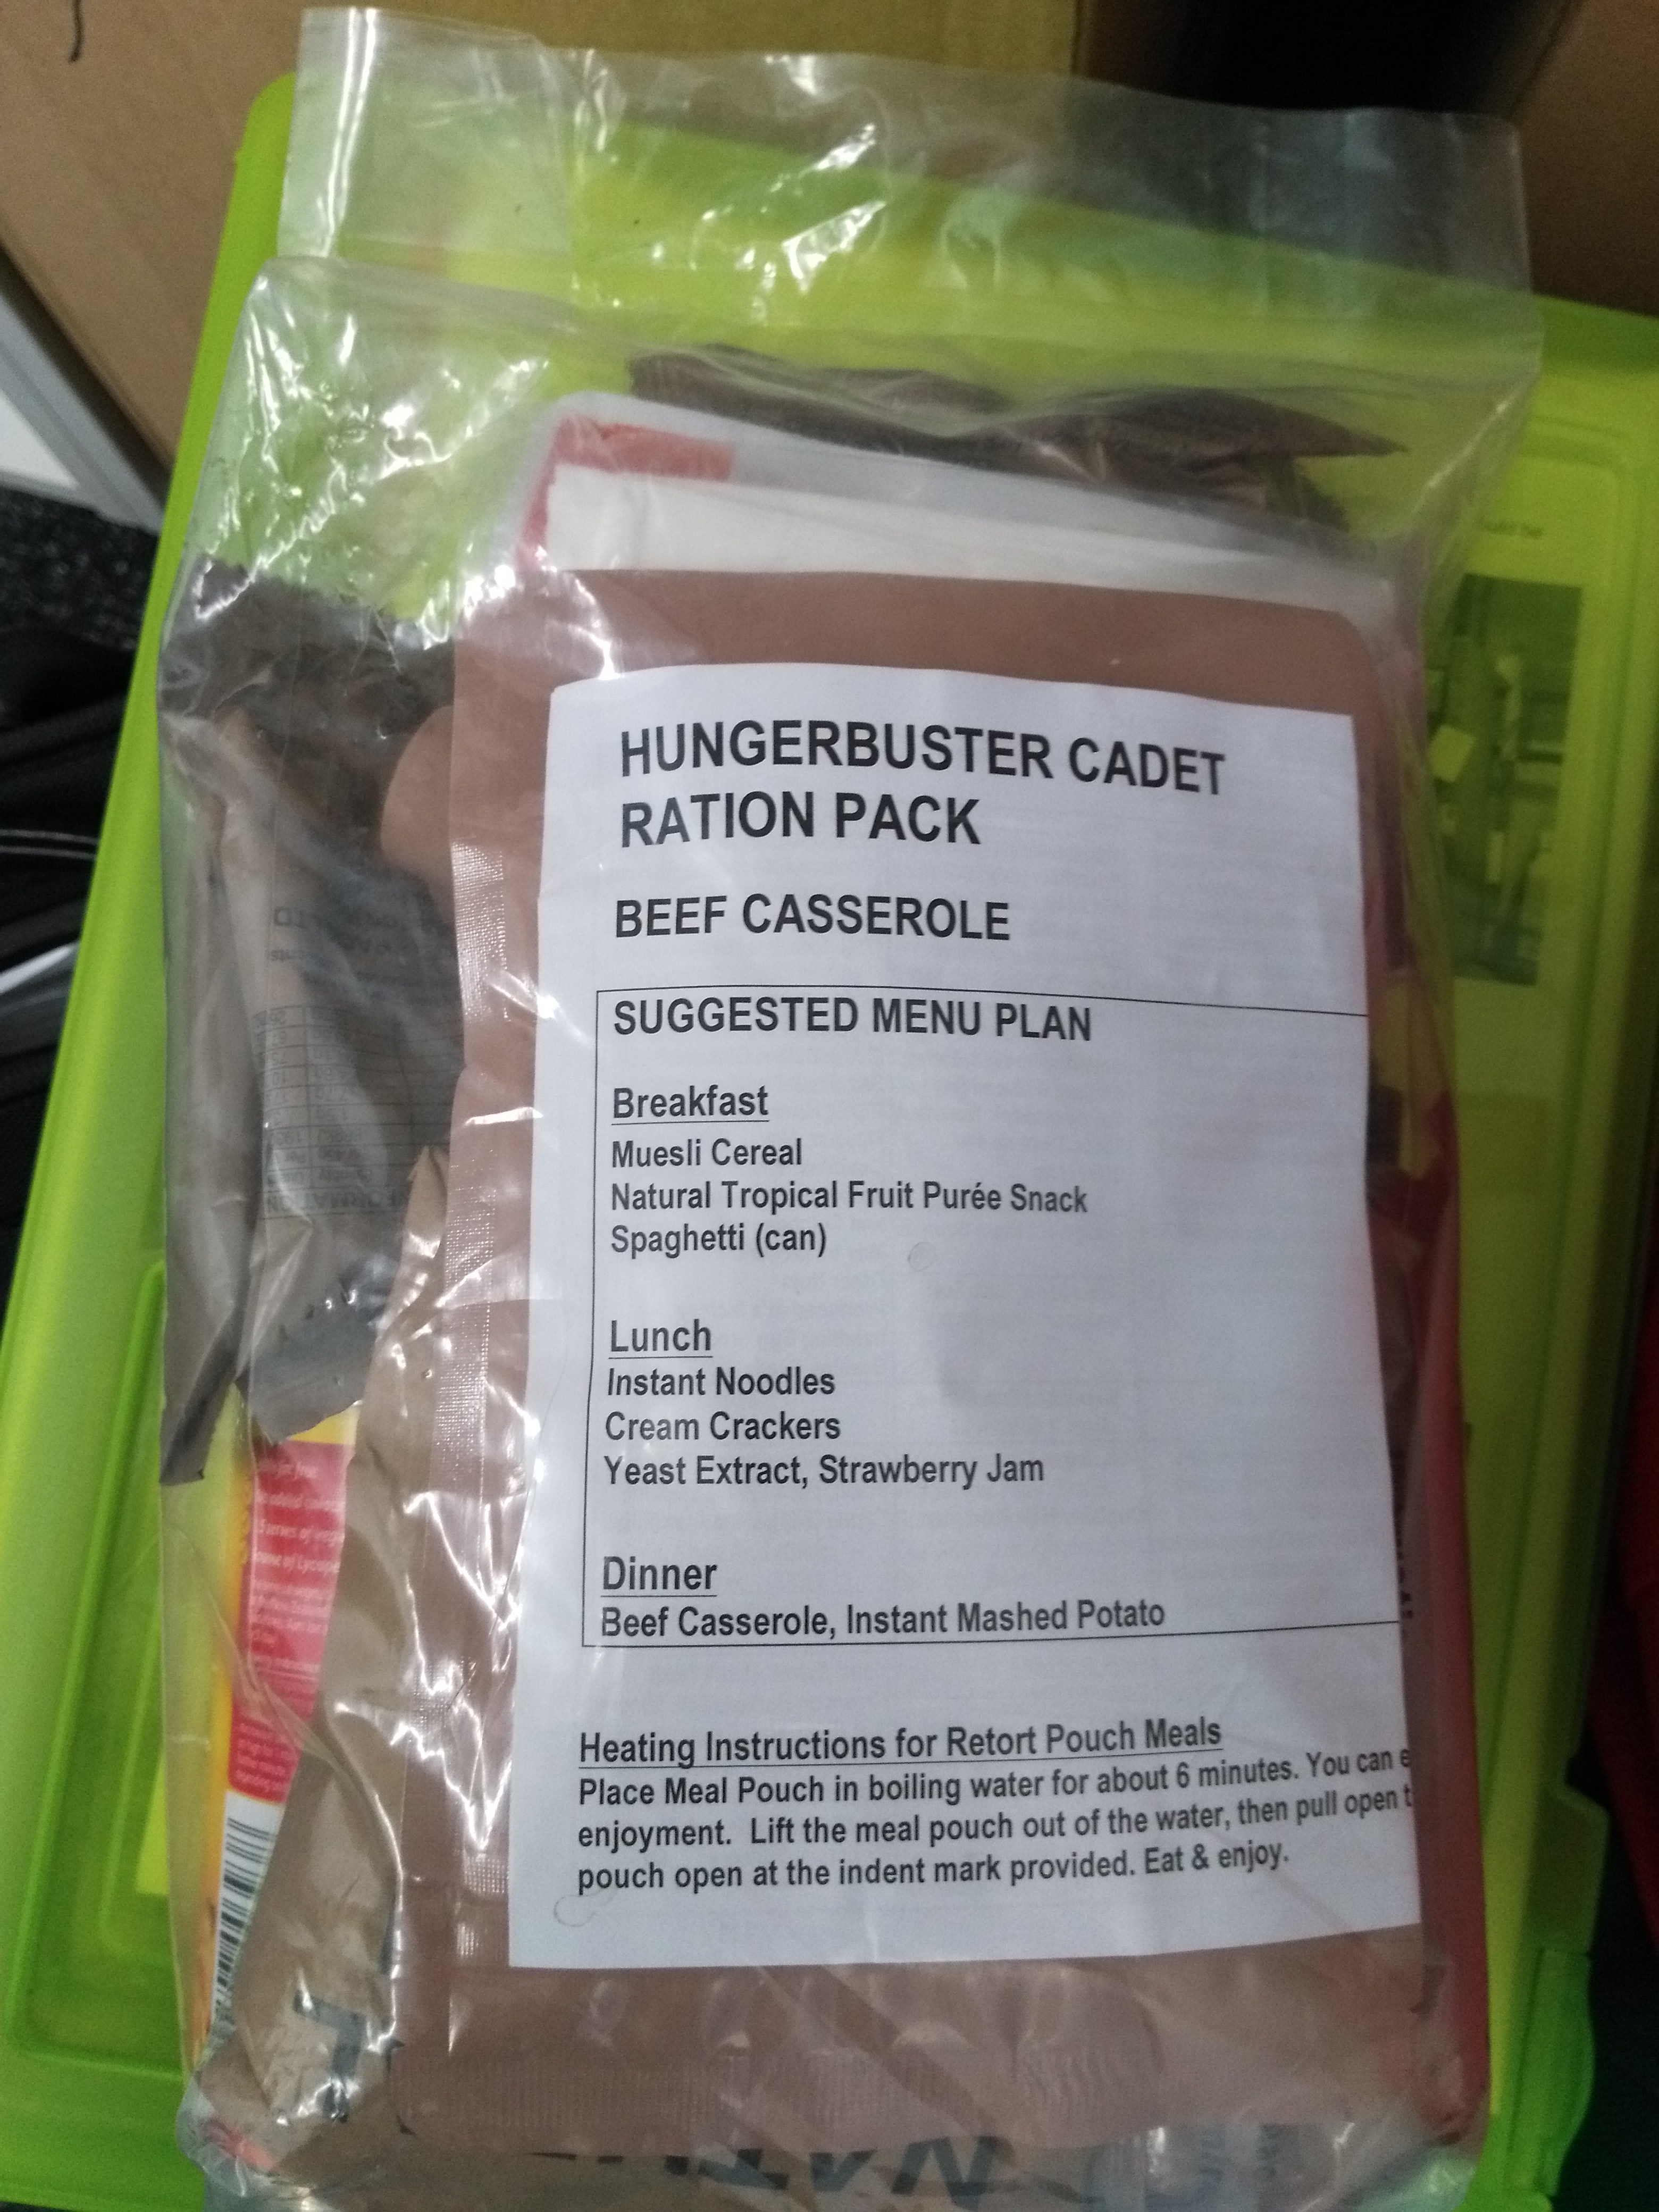 HUNGERBUSTER CADET
RATION PACK
BEEF CASSEROLE
SUGGESTED MENU PLAN
Breakfast
Muesli Cereal
Natural Tropical Fruit Purée Snack
Spaghetti (can)
Lunch
Instant Noodles
Cream Crackers
Yeast Extract, Strawberry Jam
Dinner
Beef Casserole, Instant Mashed Potato
Heating Instructions for Retort Pouch Meals
Place Meal Pouch in boiling water for about 6 minutes. You can
enjoyment. Lift the meal pouch out of the water, then pull open
pouch open at the indent mark provided. Eat & enjoy.